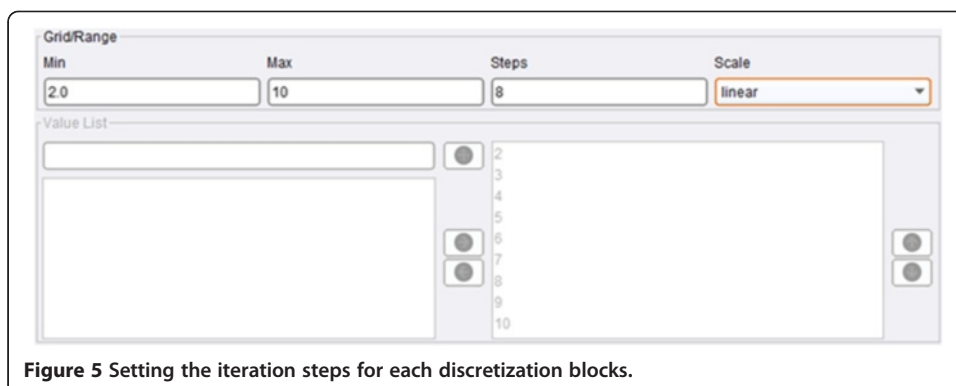 Grid/Range
Min Max Steps Scale
2.0 10 8 linear
Value List
2
3
4
5
6
7
8
9
10
Figure 5 Setting the iteration steps for each discretization blocks.